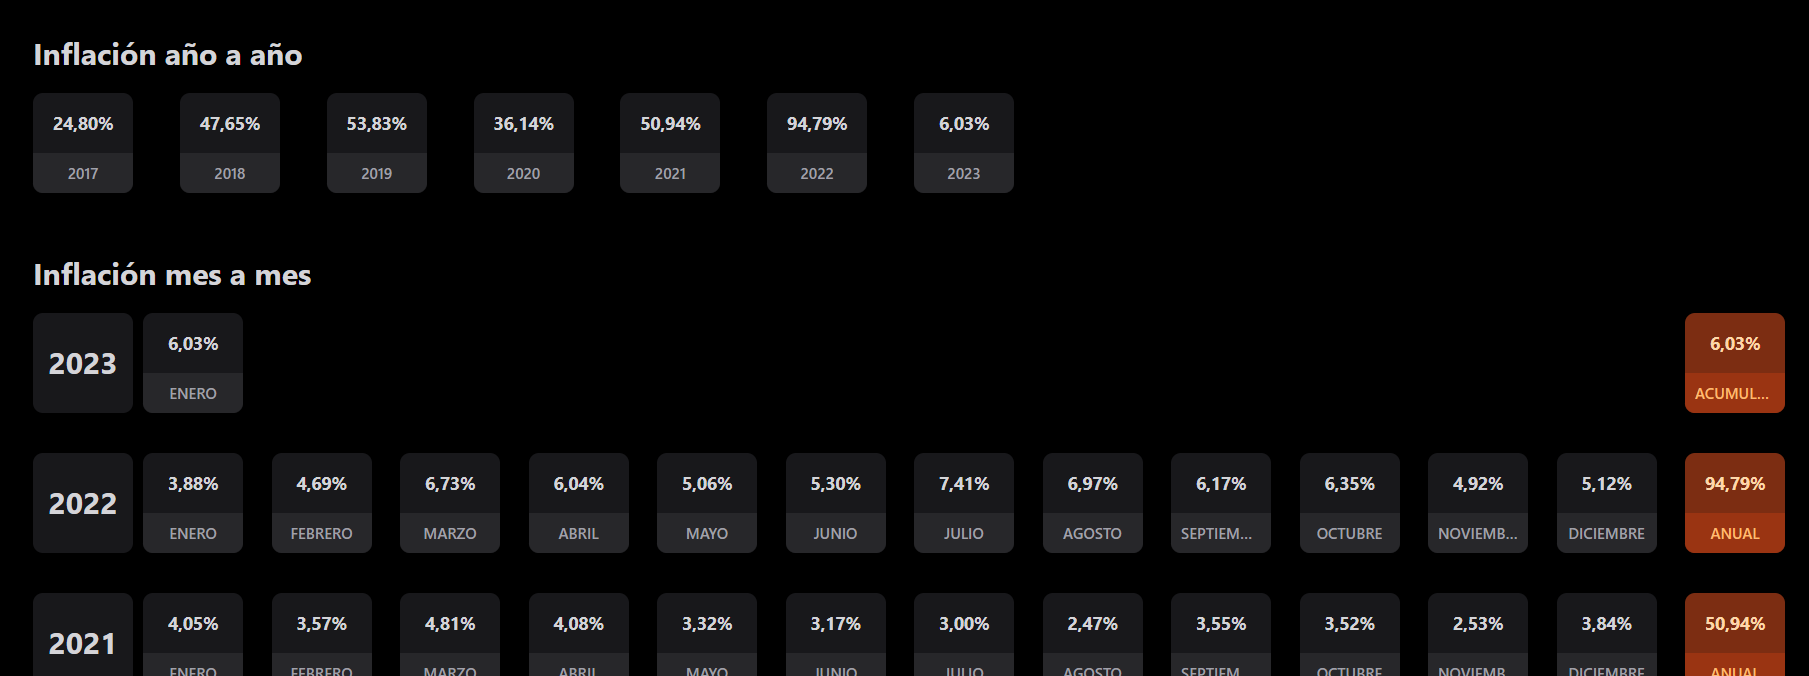 Inflación año a año
24,80% 47,65% 53,83% 36,14% 50,94% 94,79% 6,03%
2017 2018 2019 2020 2021 2022 2023
Inflación mes a mes
2023
6,03% 6,03%
ENERO ACUMUL...
2022
3,88% 4,69% 6,73% 6,04% 5,06% 5,30% 7,41% 6,97% 6,17% 6,35% 4,92% 5,12% 94,79%
ENERO FEBRERO MARZO ABRIL MAYO JUNIO JULIO AGOSTO SEPTIEM... OCTUBRE NOVIEMB... DICIEMBRE ANUAL
2021
4,05% 3,57% 4,81% 4,08% 3,32% 3,17% 3,00% 2,47% 3,55% 3,52% 2,53% 3,84% 50,94%
ENERO FEBRERO MARZO ABRIL MAYO JUNIO JULIO AGOSTO SEPTIEM... OCTUBRE NOVIEMB... DICIEMBRE ANUAL